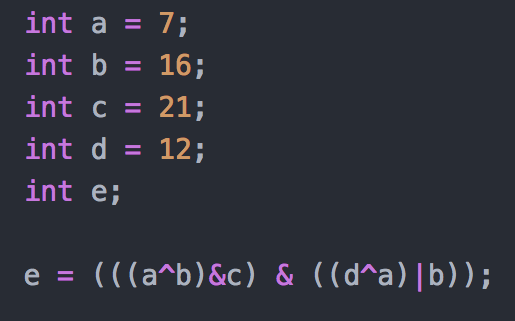 int a = 7;
int b = 16;
int c = 21;
int d = 12;
int e;
e = (((a^b)&c) & ((d^a)|b));